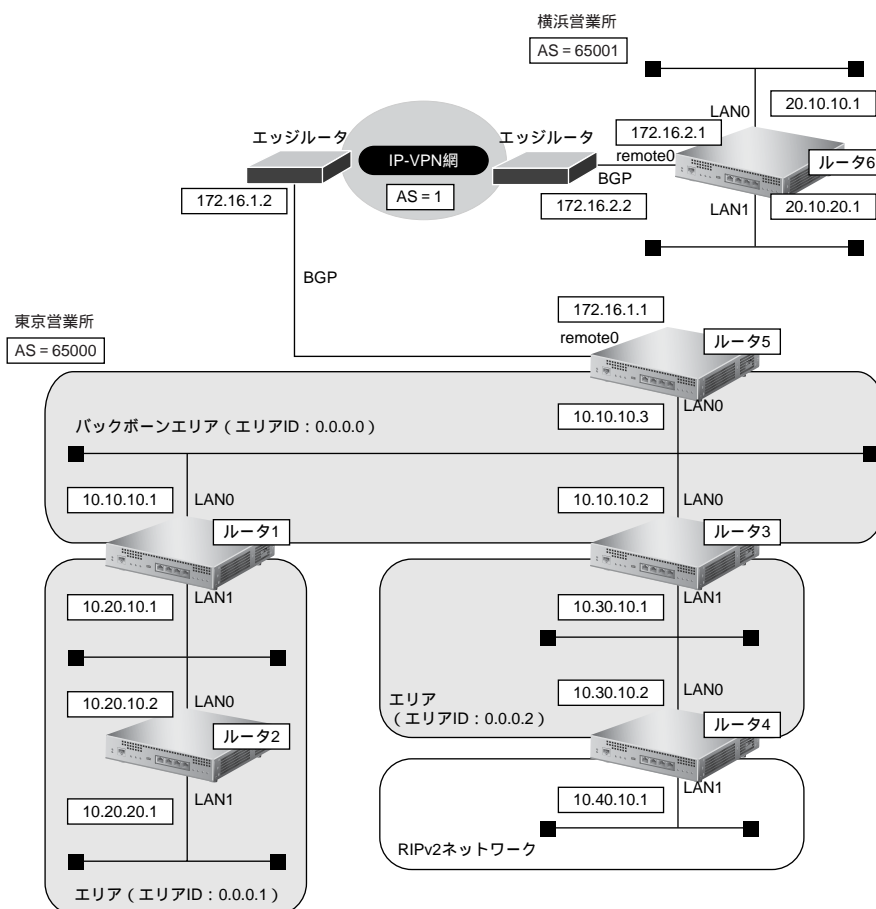 横浜営業所
AS = 65001
LAN0
20.10.10.1
エッジルータ
IP-VPN網
エッジルータ
172.16.2.1
remote0
ルータ6
BGP
172.16.1.2
AS = 1
172.16.2.2
LAN1
20.10.20.1
BGP
172.16.1.1
東京営業所
remote0
ルータ5
AS = 65000
10.10.10.3
LAN0
バックボーンエリア（エリアID：0.0.0.0）
10.10.10.1
LAN0
10.10.10.2
LAN0
ルータ1
ルータ3
10.20.10.1
LAN1
10.30.10.1
LAN1
10.20.10.2
LAN0
10.30.10.2
LAN0
エリア
（エリアID：0.0.0.2）
ルータ2
ルータ4
10.20.20.1
LAN1
10.40.10.1
LAN1
RIPv2ネットワーク
エリア（エリアID：0.0.0.1）